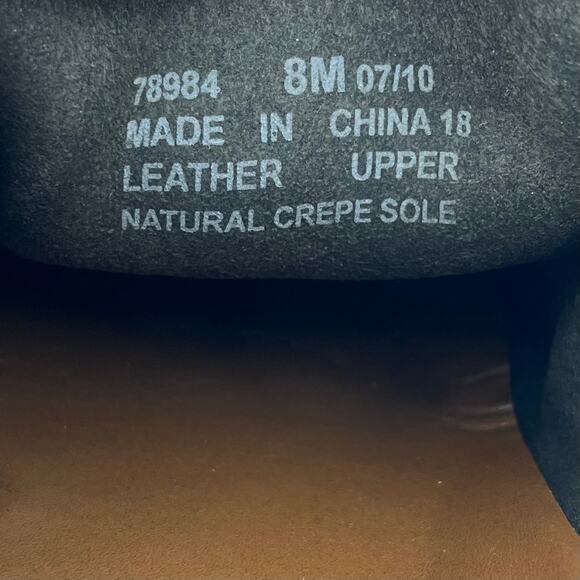 78984 8M 07/10
MADE IN CHINA 18
LEATHER UPPER
NATURAL CREPE SOLE